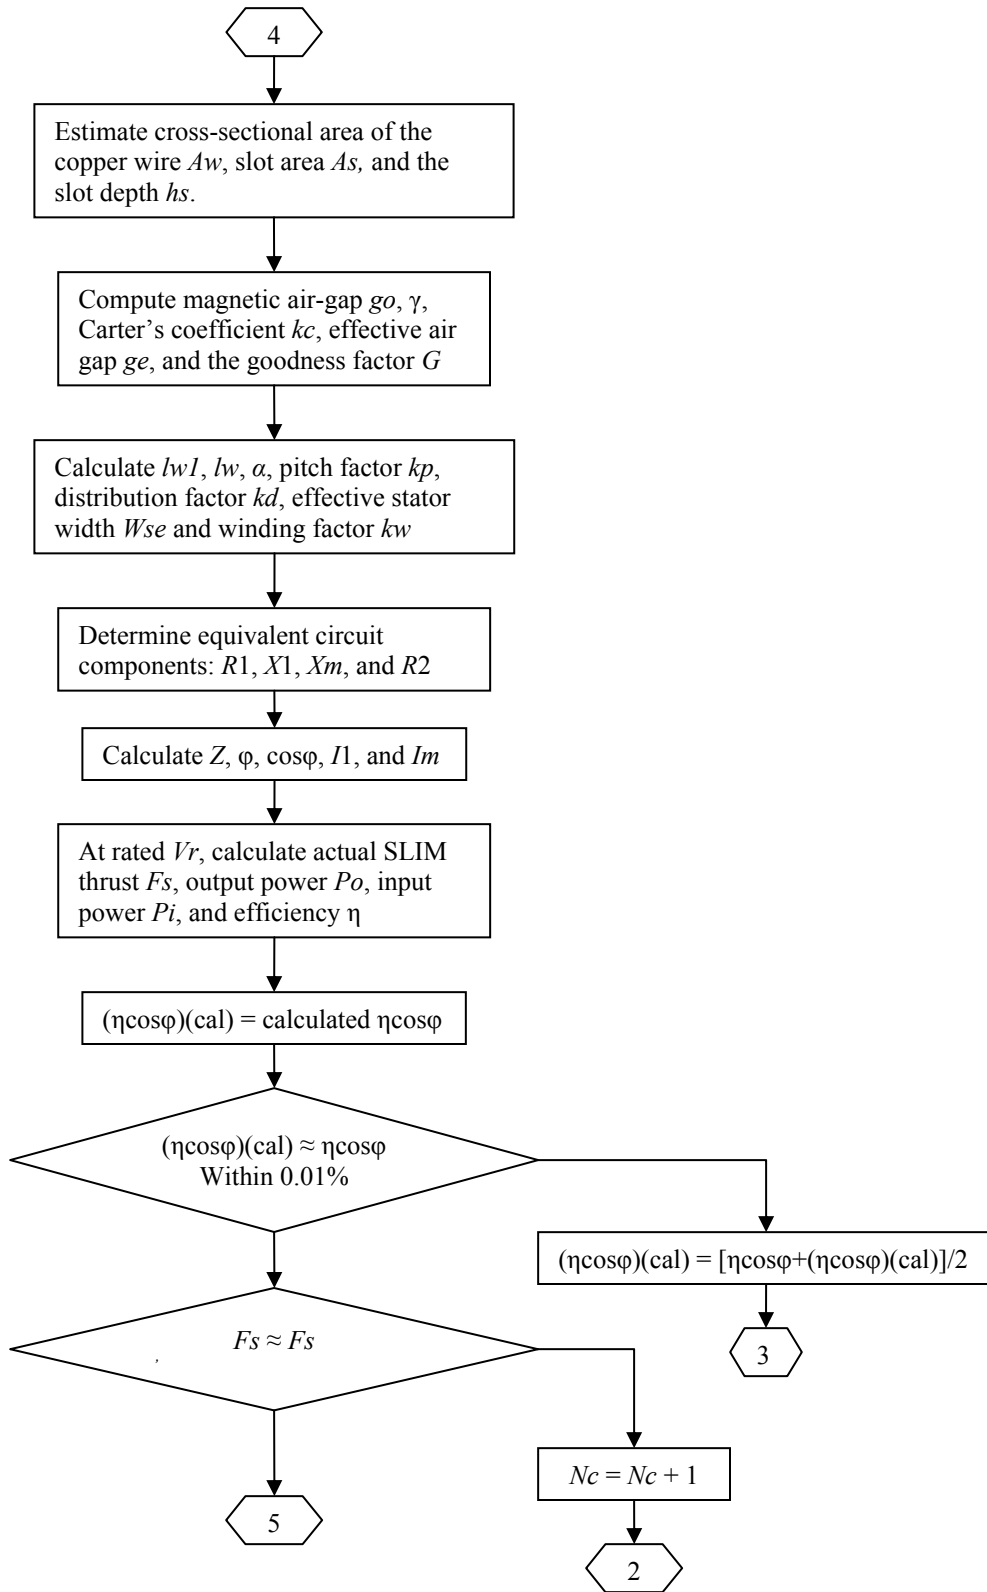 4
Estimate cross-sectional area of the
copper wire Aw, slot area As, and the
slot depth hs.
Compute magnetic air-gap go, γ,
Carter’s coefficient kc, effective air
gap ge, and the goodness factor G
Calculate lw1, lw, α, pitch factor kp,
distribution factor kd, effective stator
width Wse and winding factor kw
Determine equivalent circuit
components: R1, X1, Xm, and R2
Calculate Z, φ, cosφ, I1, and Im
At rated Vr, calculate actual SLIM
thrust Fs, output power Po, input
power Pi, and efficiency η
(ηcosφ)(cal) = calculated ηcosφ
(ηcosφ)(cal) ≈ ηcosφ
Within 0.01%
(ηcosφ)(cal) = [ηcosφ+(ηcosφ)(cal)]/2
3
Fs ≈ Fs
,
Nc = Nc + 1
5
2